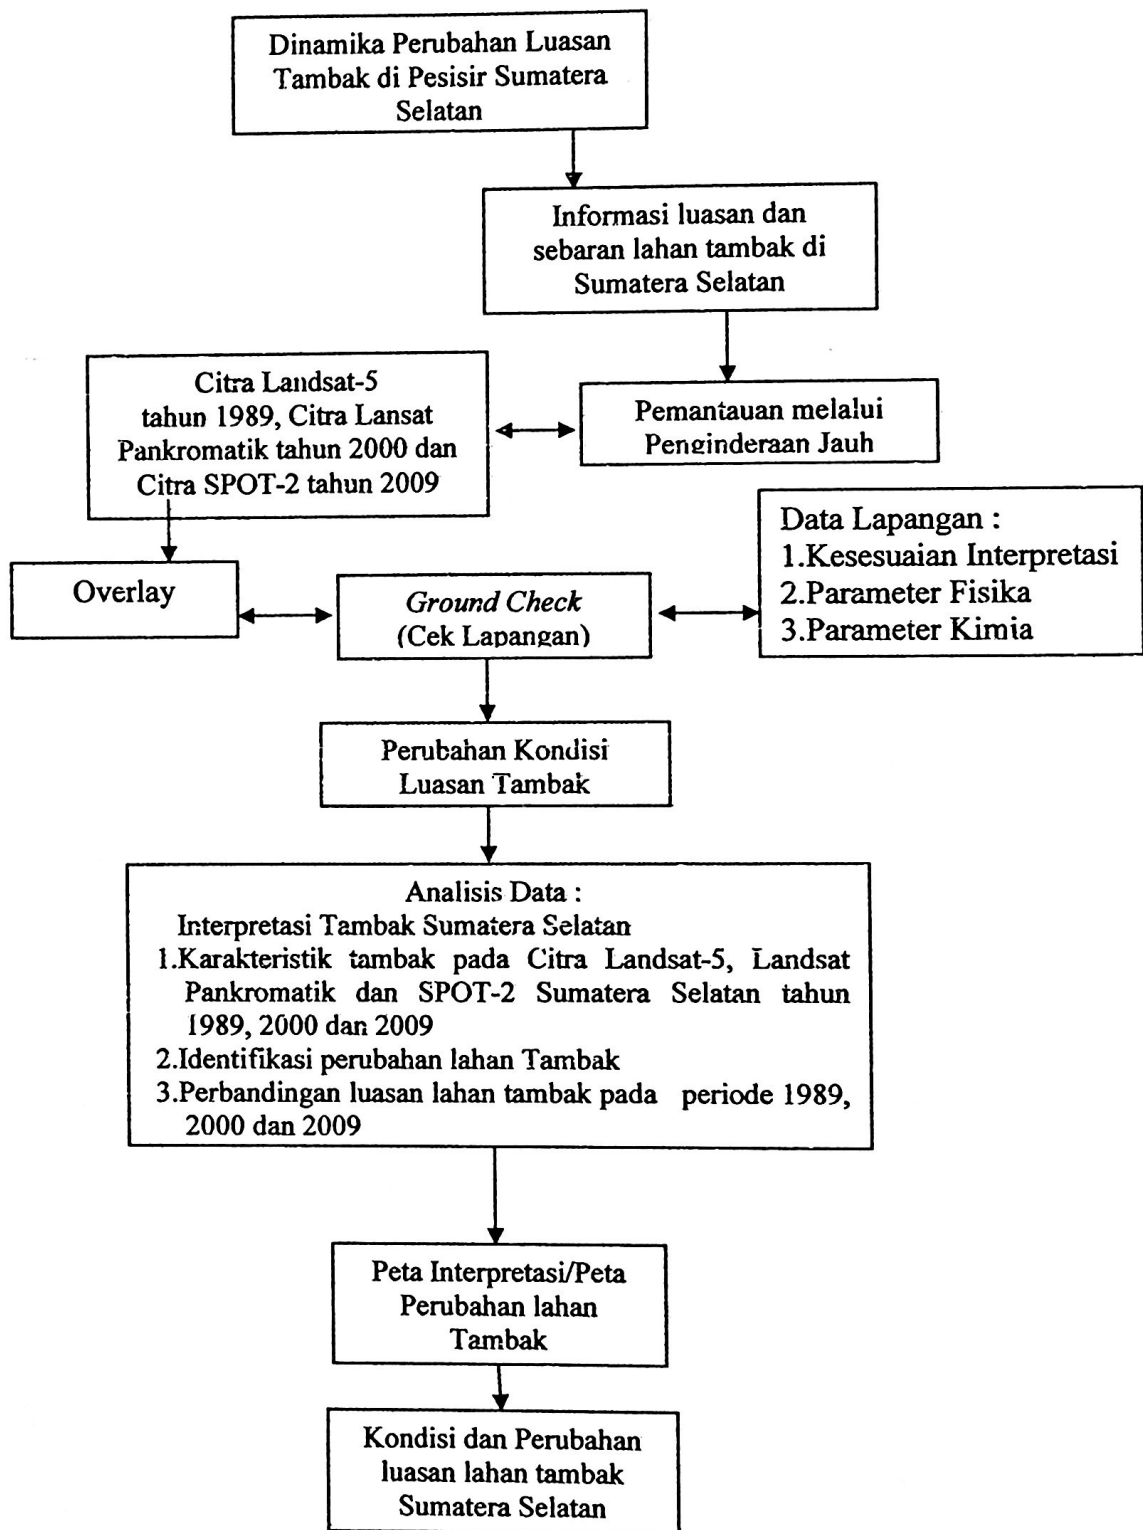 Dinamika Perubahan Luasan
Tambak di Pesisir Sumatera
Selatan
Informasi luasan dan
sebaran lahan tambak di
Sumatera Selatan
Citra Landsat-5
tahun 1989, Citra Lansat
Pankromatik tahun 2000 dan
Citra SPOT-2 tahun 2009
Pemantauan melalui
Penginderaan Jauh
Data Lapangan :
1.Kesesuaian Interpretasi
2.Parameter Fisika
3.Parameter Kimia
Overlay
Ground Check
(Cek Lapangan)
Perubahan Kondisi
Luasan Tambak
Analisis Data :
Interpretasi Tambak Sumatera Selatan
1.Karakteristik tambak pada Citra Landsat-5, Landsat
Pankromatik dan SPOT-2 Sumatera Selatan tahun
1989, 2000 dan 2009
2.Identifikasi perubahan lahan Tambak
3.Perbandingan luasan lahan tambak pada periode 1989,
2000 dan 2009
Peta Interpretasi/Peta
Perubahan lahan
Tambak
Kondisi dan Perubahan
luasan lahan tambak
Sumatera Selatan